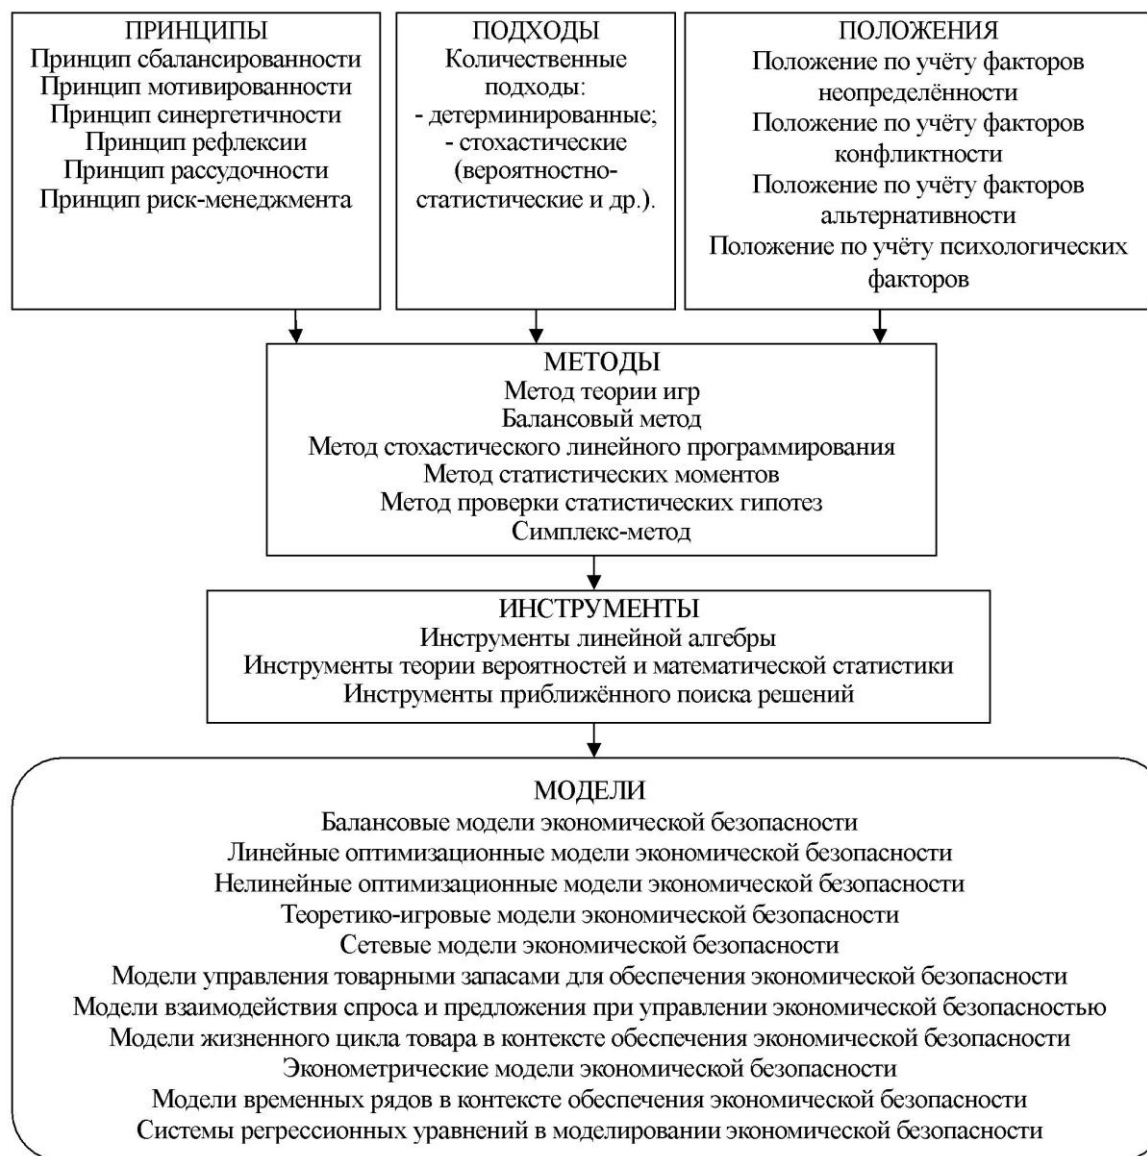 ПРИНЦИПЫ
Принцип сбалансированности
Принцип мотивированности
Принцип синергетичности
Принцип рефлексии
Принцип рассудочности
Принцип риск-менеджмента
ПОДХОДЫ
Количественные
подходы:
- детерминированные;
- стохастические
(вероятностно-
статистические и др.).
ПОЛОЖЕНИЯ
Положение по учёту факторов
неопределённости
Положение по учёту факторов
конфликтности
Положение по учёту факторов
альтернативности
Положение по учёту психологических
факторов
МЕТОДЫ
Метод теории игр
Балансовый метод
Метод стохастического линейного программирования
Метод статистических моментов
Метод проверки статистических гипотез
Симплекс-метод
ИНСТРУМЕНТЫ
Инструменты линейной алгебры
Инструменты теории вероятностей и математической статистики
Инструменты приближённого поиска решений
МОДЕЛИ
Балансовые модели экономической безопасности
Линейные оптимизационные модели экономической безопасности
Нелинейные оптимизационные модели экономической безопасности
Теоретико-игровые модели экономической безопасности
Сетевые модели экономической безопасности
Модели управления товарными запасами для обеспечения экономической безопасности
Модели взаимодействия спроса и предложения при управлении экономической безопасностью
Модели жизненного цикла товара в контексте обеспечения экономической безопасности
Эконометрические модели экономической безопасности
Модели временных рядов в контексте обеспечения экономической безопасности
Системы регрессионных уравнений в моделировании экономической безопасности